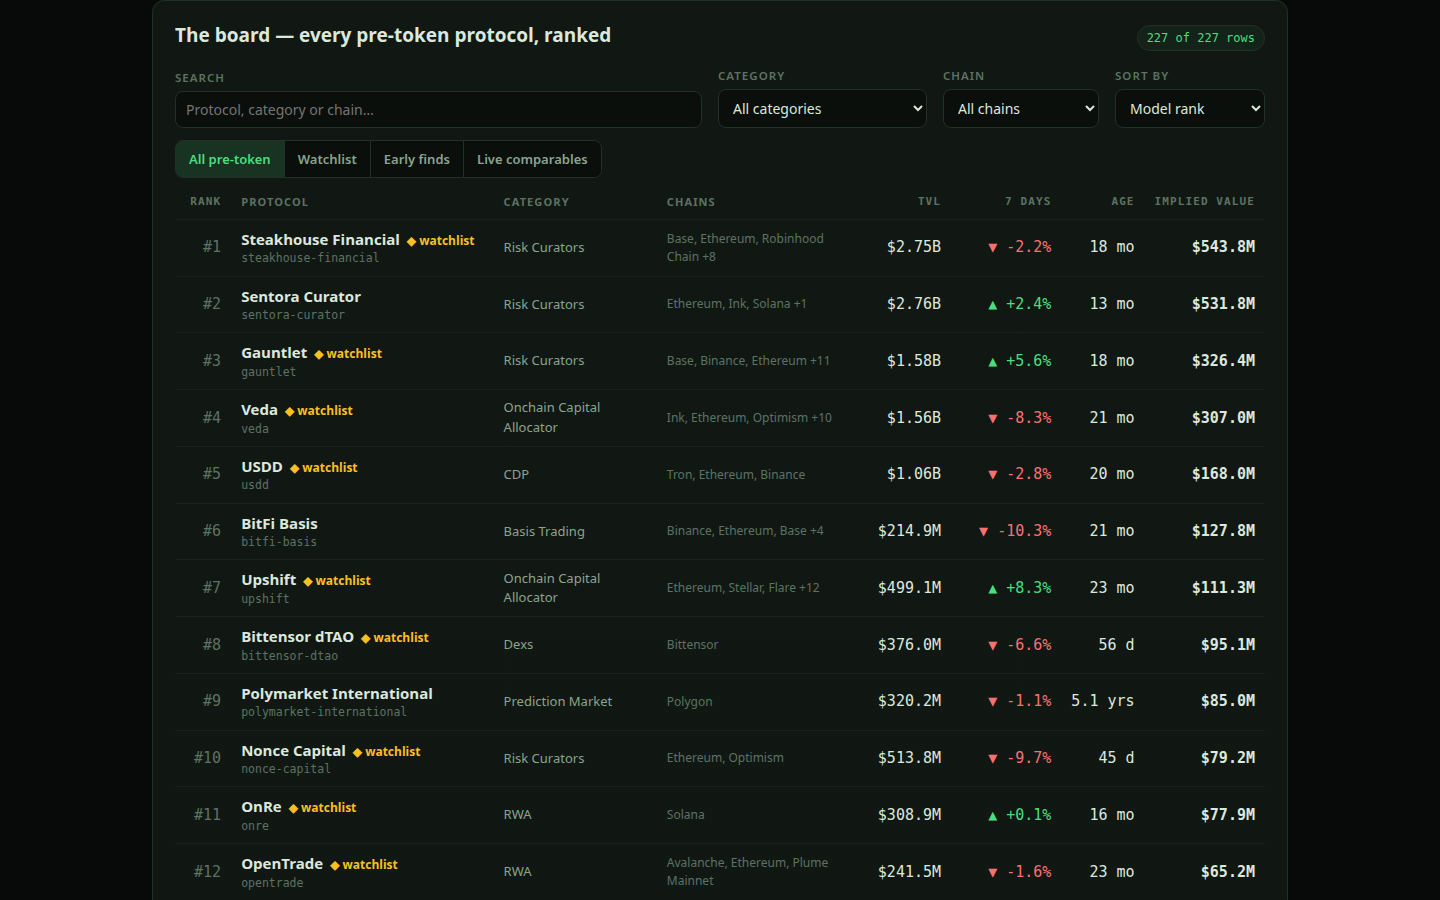 The board — every pre-token protocol, ranked
227 of 227 rows
SEARCH
CATEGORY
CHAIN
SORT BY
Protocol, category or chain...
All categories
All chains
Model rank
All pre-token
Watchlist
Early finds
Live comparables
RANK PROTOCOL CATEGORY CHAINS TVL 7 DAYS AGE IMPLIED VALUE
#1 Steakhouse Financial ◆ watchlist Risk Curators Base, Ethereum, Robinhood $2.75B ▼ -2.2% 18 mo $543.8M
steakhouse-financial Chain +8
#2 Sentora Curator Risk Curators Ethereum, Ink, Solana +1 $2.76B ▲ +2.4% 13 mo $531.8M
sentora-curator
#3 Gauntlet ◆ watchlist Risk Curators Base, Binance, Ethereum +11 $1.58B ▲ +5.6% 18 mo $326.4M
gauntlet
#4 Veda ◆ watchlist Onchain Capital Ink, Ethereum, Optimism +10 $1.56B ▼ -8.3% 21 mo $307.0M
veda Allocator
#5 USDD ◆ watchlist CDP Tron, Ethereum, Binance $1.06B ▼ -2.8% 20 mo $168.0M
usdd
#6 BitFi Basis Basis Trading Binance, Ethereum, Base +4 $214.9M ▼ -10.3% 21 mo $127.8M
bitfi-basis
#7 Upshift ◆ watchlist Onchain Capital Ethereum, Stellar, Flare +12 $499.1M ▲ +8.3% 23 mo $111.3M
upshift Allocator
#8 Bittensor dTAO ◆ watchlist Dexs Bittensor $376.0M ▼ -6.6% 56 d $95.1M
bittensor-dtao
#9 Polymarket International Prediction Market Polygon $320.2M ▼ -1.1% 5.1 yrs $85.0M
polymarket-international
#10 Nonce Capital ◆ watchlist Risk Curators Ethereum, Optimism $513.8M ▼ -9.7% 45 d $79.2M
nonce-capital
#11 OnRe ◆ watchlist RWA Solana $308.9M ▲ +0.1% 16 mo $77.9M
onre
#12 OpenTrade ◆ watchlist RWA Avalanche, Ethereum, Plume $241.5M ▼ -1.6% 23 mo $65.2M
opentrade Mainnet